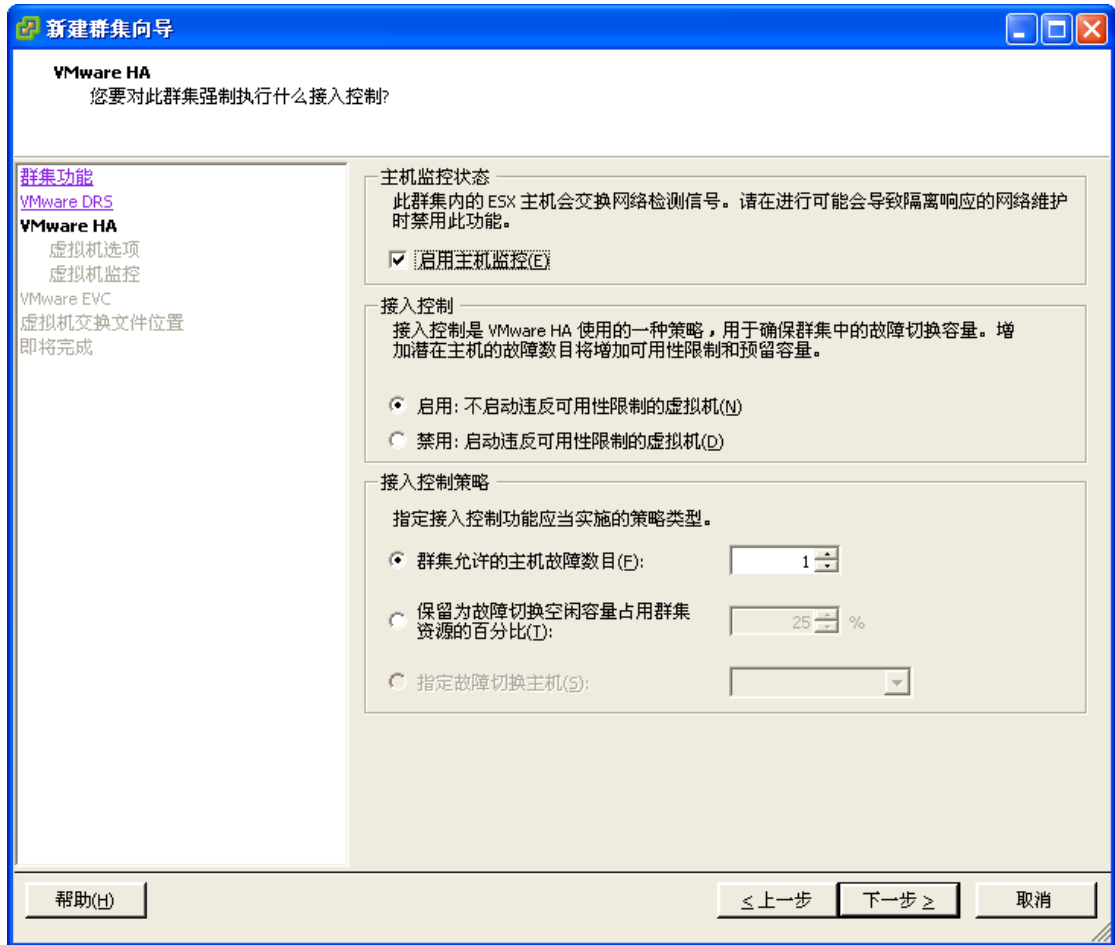 新建群集向导
VMware HA
您要对此群集强制执行什么接入控制?
群集功能
VMware DRS
VMware HA
虚拟机选项
虚拟机监控
VMware EVC
虚拟机交换文件位置
即将完成
主机监控状态
此群集内的 ESX 主机会交换网络检测信号。请在进行可能会导致隔离响应的网络维护
时禁用此功能。
启用主机监控(E)
接入控制
接入控制是 VMware HA 使用的一种策略，用于确保群集中的故障切换容量。增
加潜在主机的故障数目将增加可用性限制和预留容量。
启用: 不启动违反可用性限制的虚拟机(N)
禁用: 启动违反可用性限制的虚拟机(D)
接入控制策略
指定接入控制功能应当实施的策略类型。
群集允许的主机故障数目(F): 1
保留为故障切换空闲容量占用群集
资源的百分比(T): 25 %
指定故障切换主机(S):
帮助(H) ≤上一步 下一步≥ 取消